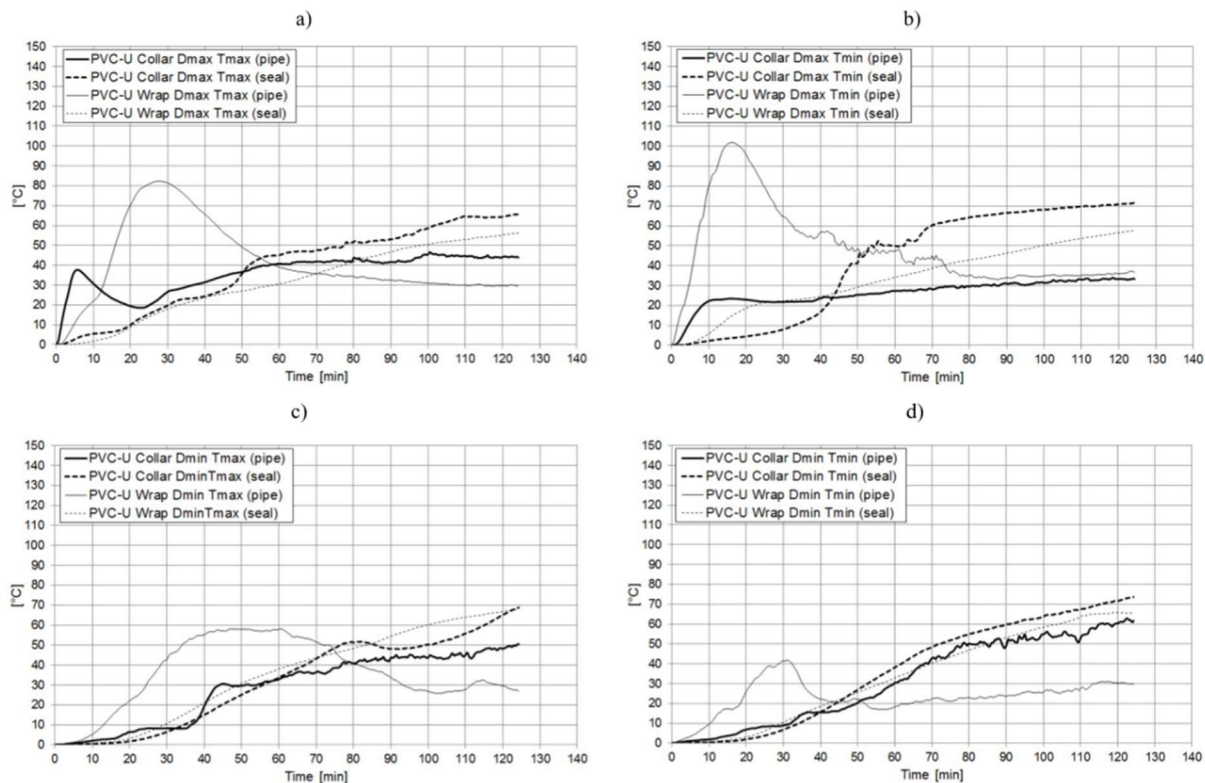 a)
150
140
130
120
110
100
90
80
70
60
50
40
30
20
10
0
[°C]
PVC-U Collar Dmax Tmax (pipe)
PVC-U Collar Dmax Tmax (seal)
PVC-U Wrap Dmax Tmax (pipe)
PVC-U Wrap Dmax Tmax (seal)
0 10 20 30 40 50 60 70 80 90 100 110 120 130 140
Time [min]
b)
150
140
130
120
110
100
90
80
70
60
50
40
30
20
10
0
[°C]
PVC-U Collar Dmax Tmin (pipe)
PVC-U Collar Dmax Tmin (seal)
PVC-U Wrap Dmax Tmin (pipe)
PVC-U Wrap Dmax Tmin (seal)
0 10 20 30 40 50 60 70 80 90 100 110 120 130 140
Time [min]
c)
150
140
130
120
110
100
90
80
70
60
50
40
30
20
10
0
[°C]
PVC-U Collar Dmin Tmax (pipe)
PVC-U Collar DminTmax (seal)
PVC-U Wrap Dmin Tmax (pipe)
PVC-U Wrap DminTmax (seal)
0 10 20 30 40 50 60 70 80 90 100 110 120 130 140
Time [min]
d)
150
140
130
120
110
100
90
80
70
60
50
40
30
20
10
0
[°C]
PVC-U Collar Dmin Tmin (pipe)
PVC-U Collar Dmin Tmin (seal)
PVC-U Wrap Dmin Tmin (pipe)
PVC-U Wrap Dmin Tmin (seal)
0 10 20 30 40 50 60 70 80 90 100 110 120 130 140
Time [min]